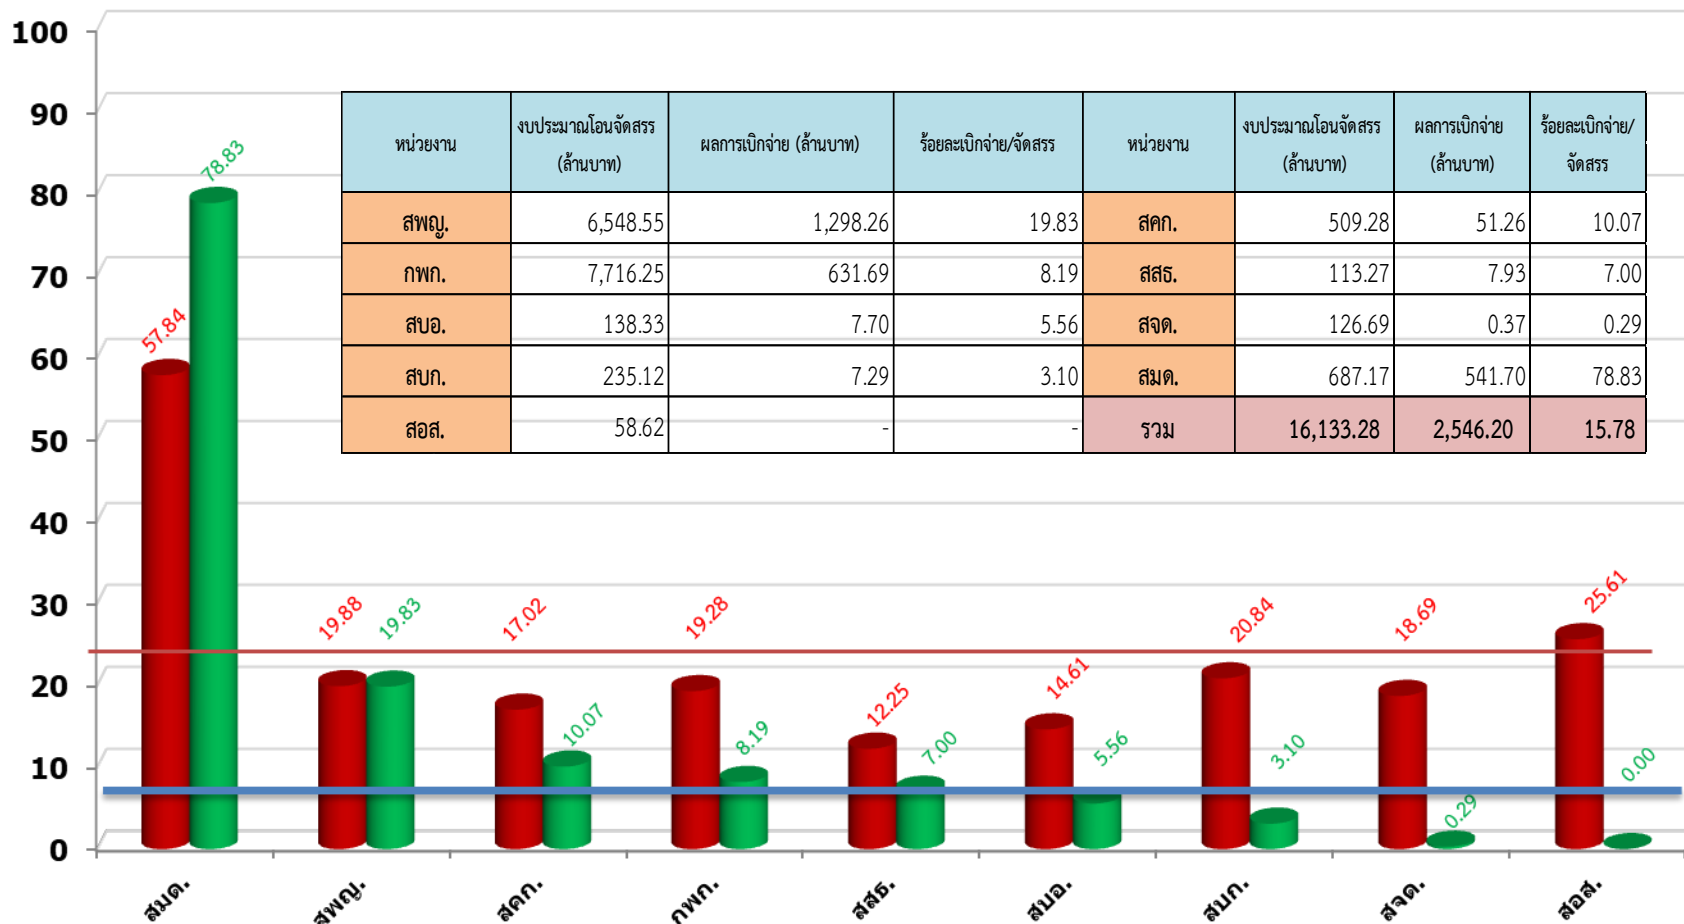 100
90
80
70
60
50
40
30
20
10
0
หน่วยงาน งบประมาณโอนจัดสรร (ล้านบาท) ผลการเบิกจ่าย (ล้านบาท) ร้อยละเบิกจ่าย/จัดสรร หน่วยงาน งบประมาณโอนจัดสรร (ล้านบาท) ผลการเบิกจ่าย (ล้านบาท) ร้อยละเบิกจ่าย/จัดสรร
สพญ. 6,548.55 1,298.26 19.83 สคก. 509.28 51.26 10.07
กพก. 7,716.25 631.69 8.19 สสธ. 113.27 7.93 7.00
สบอ. 138.33 7.70 5.56 สจด. 126.69 0.37 0.29
สบก. 235.12 7.29 3.10 สมด. 687.17 541.70 78.83
สอส. 58.62 - - รวม 16,133.28 2,546.20 15.78
57.84
78.83
19.88
19.83
17.02
10.07
19.28
8.19
12.25
7.00
14.61
5.56
20.84
3.10
18.69
0.29
25.61
0.00
สมด.
สพญ.
สคก.
กพก.
สสธ.
สบอ.
สบก.
สจด.
สอส.